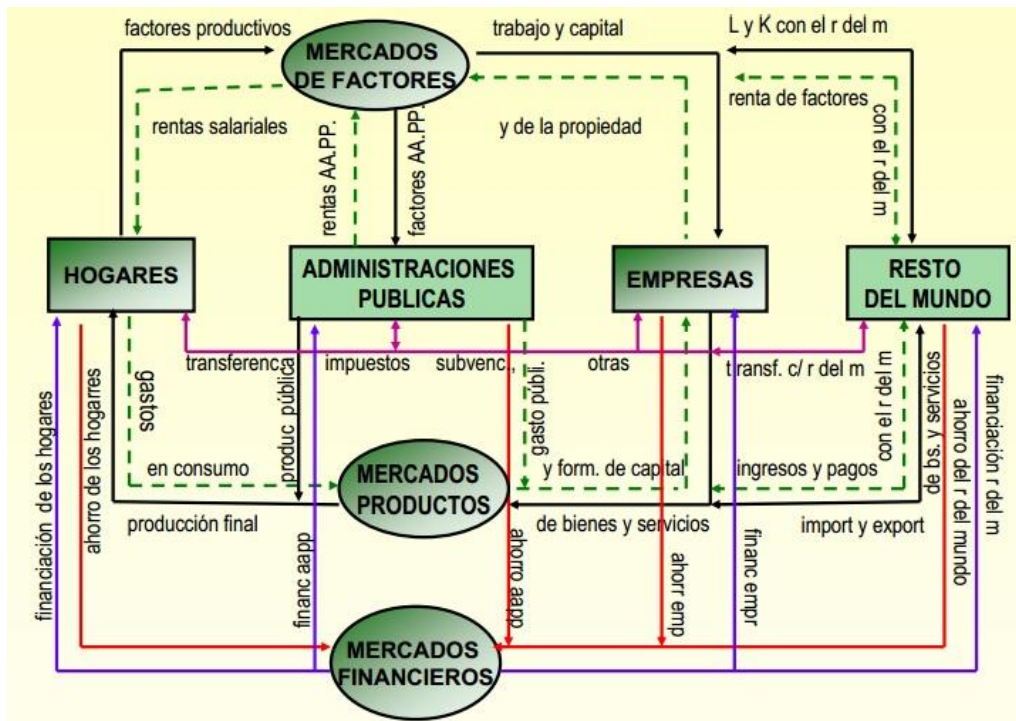 factores productivos
MERCADOS
DE FACTORES
trabajo y capital
L y K con el r del m
rentas salariales
rentas AA.PP.
factores AA.PP.
y de la propiedad
renta de factores
con el r del m
HOGARES
ADMINISTRACIONES
PUBLICAS
EMPRESAS
RESTO
DEL MUNDO
transferenc.
impuestos
subvenc.,
otras
transf. c/ r del m
financiación de los hogares
ahorro de los hogarres
gastos
en consumo
produc pública
gasto públi.
MERCADOS
PRODUCTOS
y form. de capital
ingresos y pagos
con el r del m
de bs. y servicios
ahorro del r del mundo
financiación r del m
producción final
de bienes y servicios
import y export
financ aapp
ahorro aapp
ahorr emp
financ empr
MERCADOS
FINANCIEROS